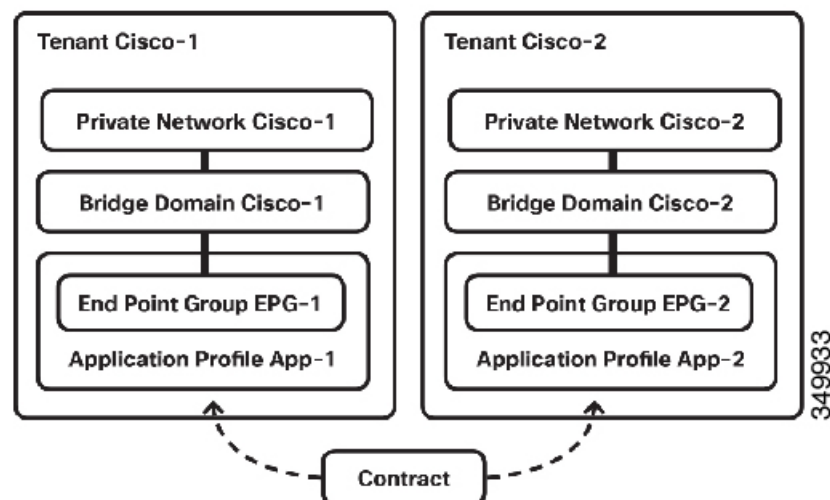 Tenant Cisco-1
Private Network Cisco-1
Bridge Domain Cisco-1
End Point Group EPG-1
Application Profile App-1
Tenant Cisco-2
Private Network Cisco-2
Bridge Domain Cisco-2
End Point Group EPG-2
Application Profile App-2
Contract
349933